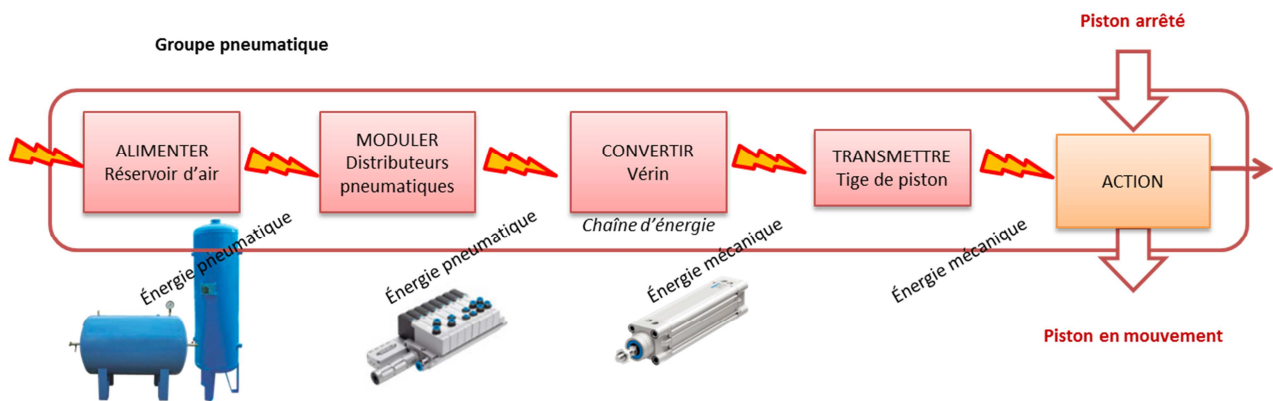 Piston arrêté
Groupe pneumatique
ALIMENTER
Réservoir d’air
MODULER
Distributeurs
pneumatiques
CONVERTIR
Vérin
TRANSMETTRE
Tige de piston
ACTION
Chaîne d’énergie
Énergie pneumatique
Énergie pneumatique
Énergie mécanique
Énergie mécanique
Piston en mouvement